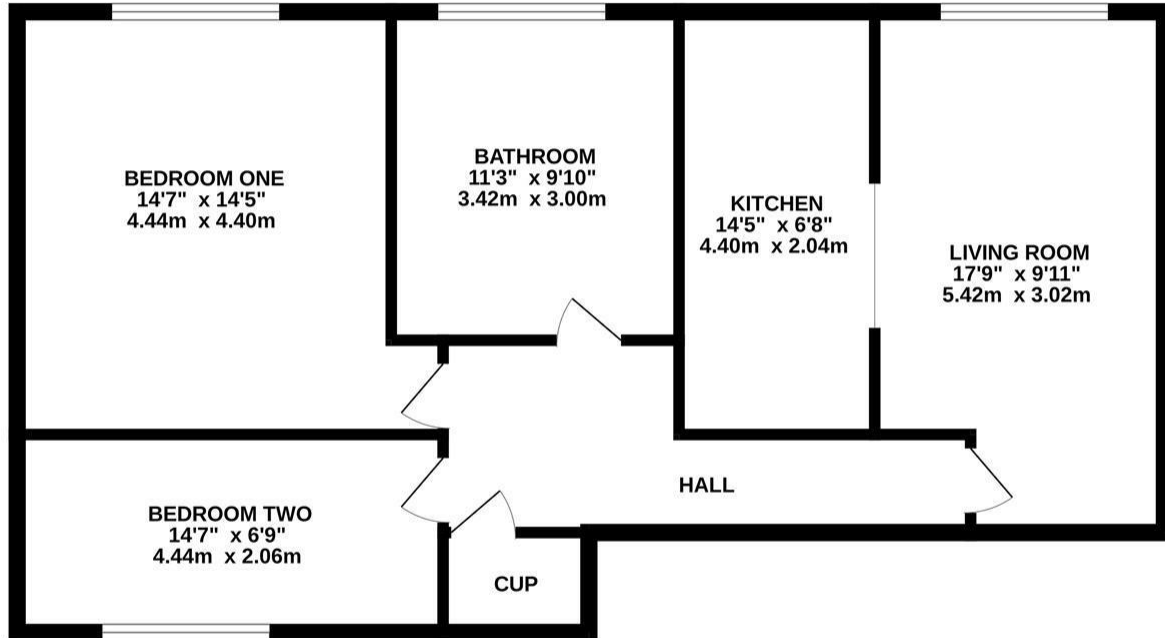 BEDROOM ONE
14'7" x 14'5"
4.44m x 4.40m
BATHROOM
11'3" x 9'10"
3.42m x 3.00m
KITCHEN
14'5" x 6'8"
4.40m x 2.04m
LIVING ROOM
17'9" x 9'11"
5.42m x 3.02m
HALL
BEDROOM TWO
14'7" x 6'9"
4.44m x 2.06m
CUP